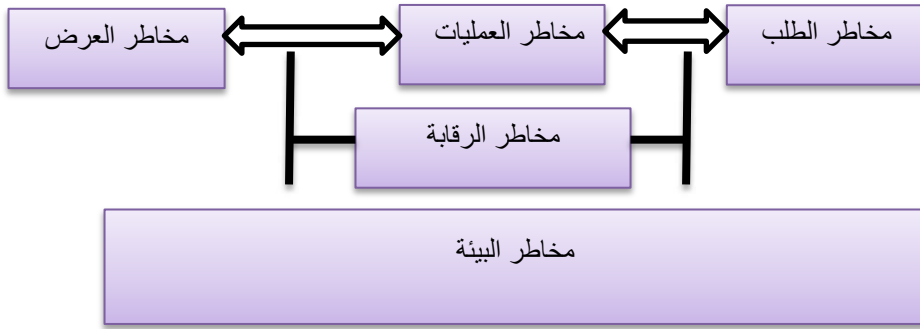 مخاطر الطلب
مخاطر العمليات
مخاطر العرض
مخاطر الرقابة
مخاطر البيئة